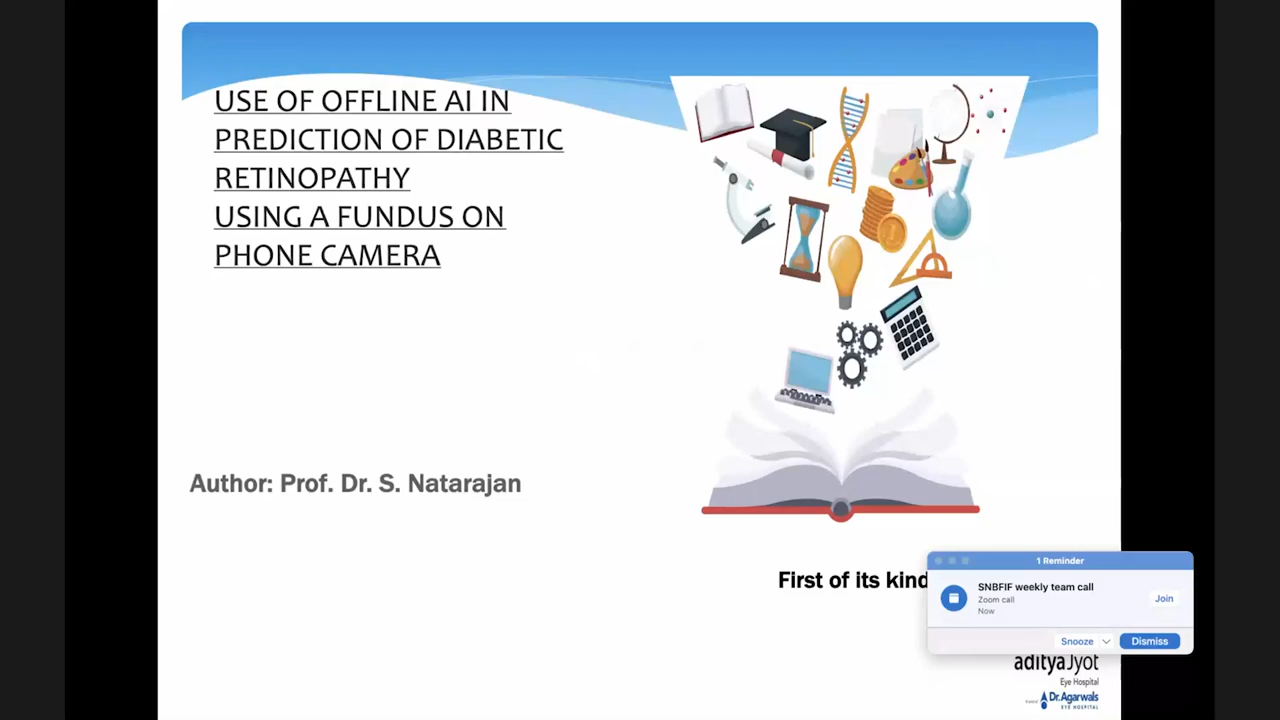 USE OF OFFLINE AI IN
PREDICTION OF DIABETIC
RETINOPATHY
USING A FUNDUS ON
PHONE CAMERA
Author: Prof. Dr. S. Natarajan
First of its kind
1 Reminder
SNBFIF weekly team call
Zoom call
Now
Join
Snooze
Dismiss
adityaJyot
Eye Hospital
Dr.Agarwals
EYE HOSPITAL